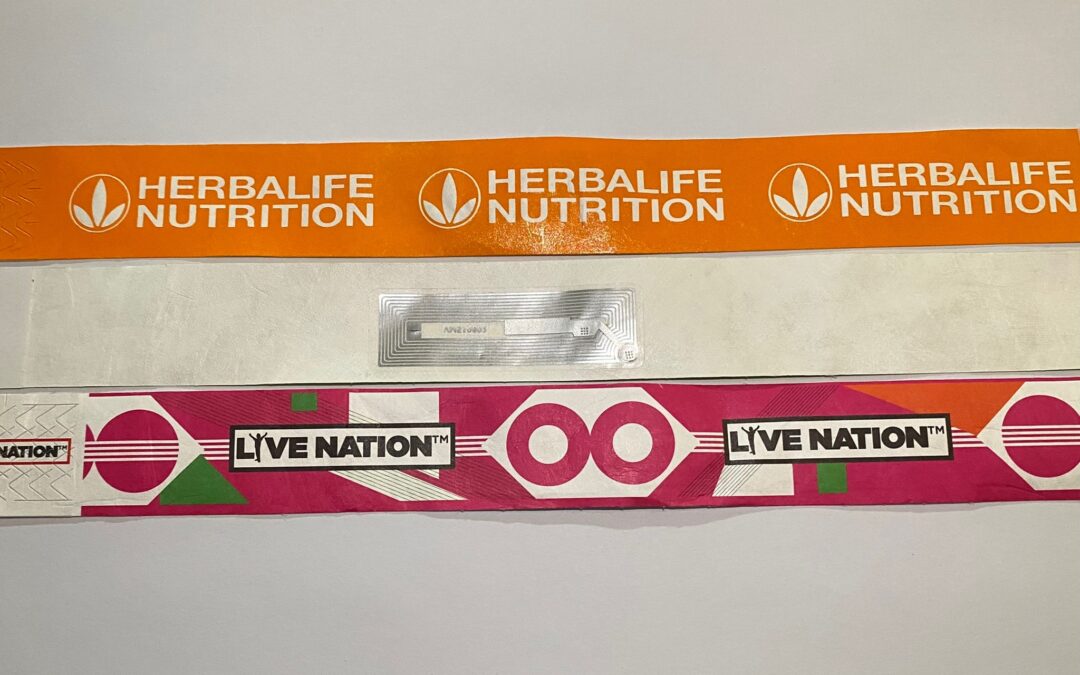 HERBALIFE
NUTRITION
HERBALIFE
NUTRITION
HERBALIFE
NUTRITION
NATION™
LIVE NATION™
LIVE NATION™